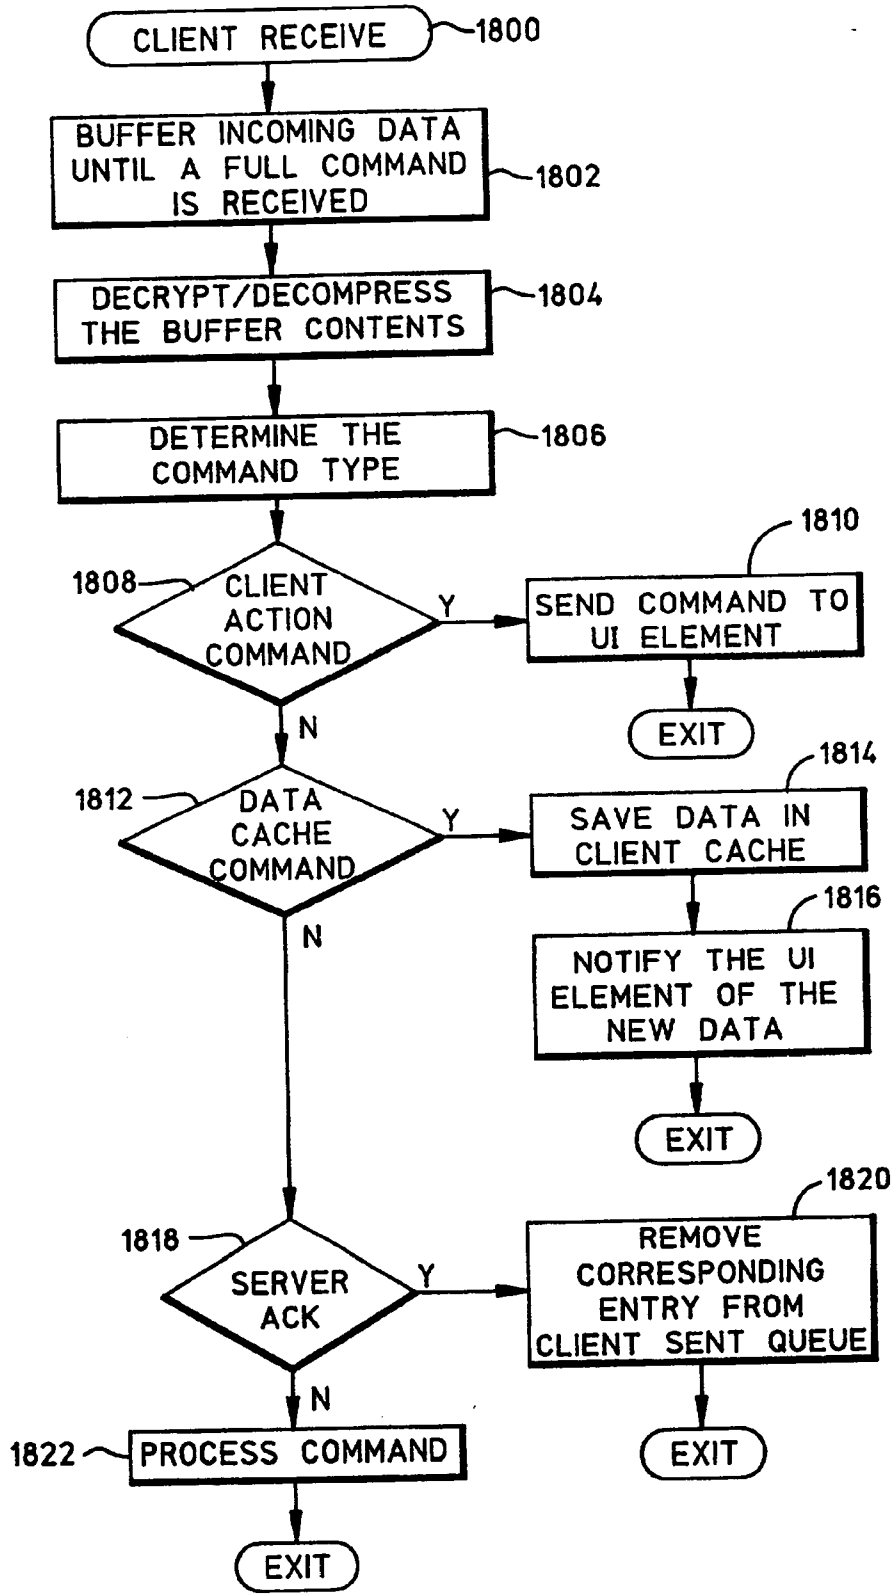 CLIENT RECEIVE
1800
BUFFER INCOMING DATA
UNTIL A FULL COMMAND
IS RECEIVED
1802
DECRYPT/DECOMPRESS
THE BUFFER CONTENTS
1804
DETERMINE THE
COMMAND TYPE
1806
1808
CLIENT
ACTION
COMMAND
Y
N
1810
SEND COMMAND TO
UI ELEMENT
EXIT
1812
DATA
CACHE
COMMAND
Y
N
1814
SAVE DATA IN
CLIENT CACHE
1816
NOTIFY THE UI
ELEMENT OF THE
NEW DATA
EXIT
1818
SERVER
ACK
Y
N
1820
REMOVE
CORRESPONDING
ENTRY FROM
CLIENT SENT QUEUE
EXIT
1822
PROCESS COMMAND
EXIT